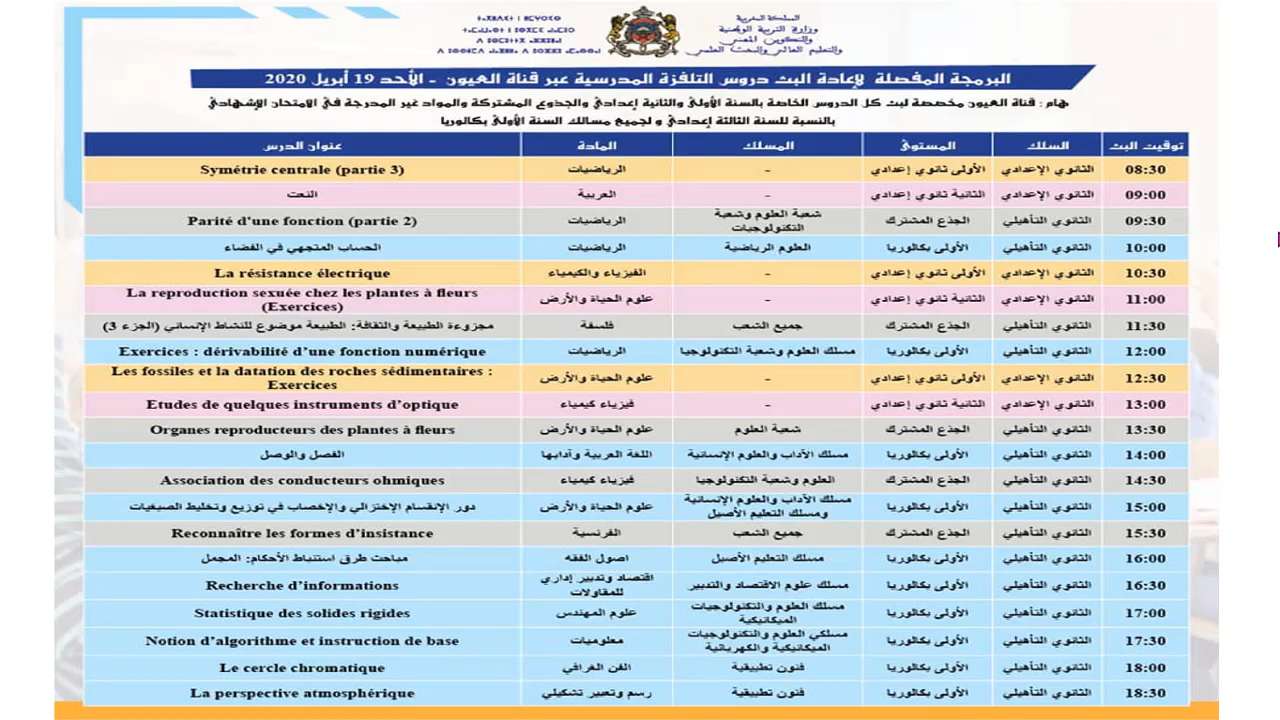 المملكة المغربية
وزارة التربية الوطنية
والتكوين المهني
والتعليم العالي والبحث العلمي
البرمجة المفصلة لإعادة البث دروس التلفزة المدرسية عبر قناة العيون - الأحد 19 أبريل 2020
هام : قناة العيون مخصصة لبث كل الدروس الخاصة بالسنة الأولى والثانية إعدادي والجذوع المشتركة والمواد غير المدرجة في الامتحان الإشهادي
بالنسبة للسنة الثالثة إعدادي و لجميع مسالك السنة الأولى بكالوريا
توقيت البث السلك المستوى المسلك المادة عنوان الدرس
08:30 الثانوي الإعدادي الأولى ثانوي إعدادي - الرياضيات Symétrie centrale (partie 3)
09:00 الثانوي الإعدادي الثانية ثانوي إعدادي - العربية النعت
09:30 الثانوي التأهيلي الجذع المشترك شعبة العلوم وشعبة التكنولوجيات الرياضيات Parité d'une fonction (partie 2)
10:00 الثانوي التأهيلي الأولى بكالوريا العلوم الرياضية الرياضيات الحساب المتجهي في الفضاء
10:30 الثانوي الإعدادي الأولى ثانوي إعدادي - الفيزياء والكيمياء La résistance électrique
11:00 الثانوي الإعدادي الثانية ثانوي إعدادي - علوم الحياة والأرض La reproduction sexuée chez les plantes à fleurs (Exercices)
11:30 الثانوي التأهيلي الجذع المشترك جميع الشعب فلسفة مجزوءة الطبيعة والثقافة: الطبيعة موضوع للنشاط الإنساني (الجزء 3)
12:00 الثانوي التأهيلي الأولى بكالوريا مسلك العلوم وشعبة التكنولوجيا الرياضيات Exercices : dérivabilité d’une fonction numérique
12:30 الثانوي الإعدادي الأولى ثانوي إعدادي - علوم الحياة والأرض Les fossiles et la datation des roches sédimentaires : Exercices
13:00 الثانوي الإعدادي الثانية ثانوي إعدادي - فيزياء كيمياء Etudes de quelques instruments d’optique
13:30 الثانوي التأهيلي الجذع المشترك شعبة العلوم علوم الحياة والأرض Organes reproducteurs des plantes à fleurs
14:00 الثانوي التأهيلي الأولى بكالوريا مسلك الآداب والعلوم الإنسانية اللغة العربية وآدابها الفصل والوصل
14:30 الثانوي التأهيلي الجذع المشترك العلوم وشعبة التكنولوجيا فيزياء كيمياء Association des conducteurs ohmiques
15:00 الثانوي التأهيلي الأولى بكالوريا مسلك الآداب والعلوم الإنسانية ومسلك التعليم الأصيل علوم الحياة والأرض دور الإنقسام الإختزالي والإخصاب في توزيع وتخليط الصبغيات
15:30 الثانوي التأهيلي الجذع المشترك جميع الشعب الفرنسية Reconnaître les formes d’insistance
16:00 الثانوي التأهيلي الأولى بكالوريا مسلك التعليم الأصيل اصول الفقه مباحث طرق استنباط الأحكام: المجمل
16:30 الثانوي التأهيلي الأولى بكالوريا مسلك علوم الاقتصاد والتدبير اقتصاد وتدبير إداري للمقاولات Recherche d’informations
17:00 الثانوي التأهيلي الأولى بكالوريا مسلك العلوم والتكنولوجيات الميكانيكية علوم المهندس Statistique des solides rigides
17:30 الثانوي التأهيلي الأولى بكالوريا مسلكي العلوم والتكنولوجيات الميكانيكية والكهربائية معلوميات Notion d’algorithme et instruction de base
18:00 الثانوي التأهيلي الأولى بكالوريا فنون تطبيقية الفن الغرافي Le cercle chromatique
18:30 الثانوي التأهيلي الأولى بكالوريا فنون تطبيقية رسم وتعبير تشكيلي La perspective atmosphérique